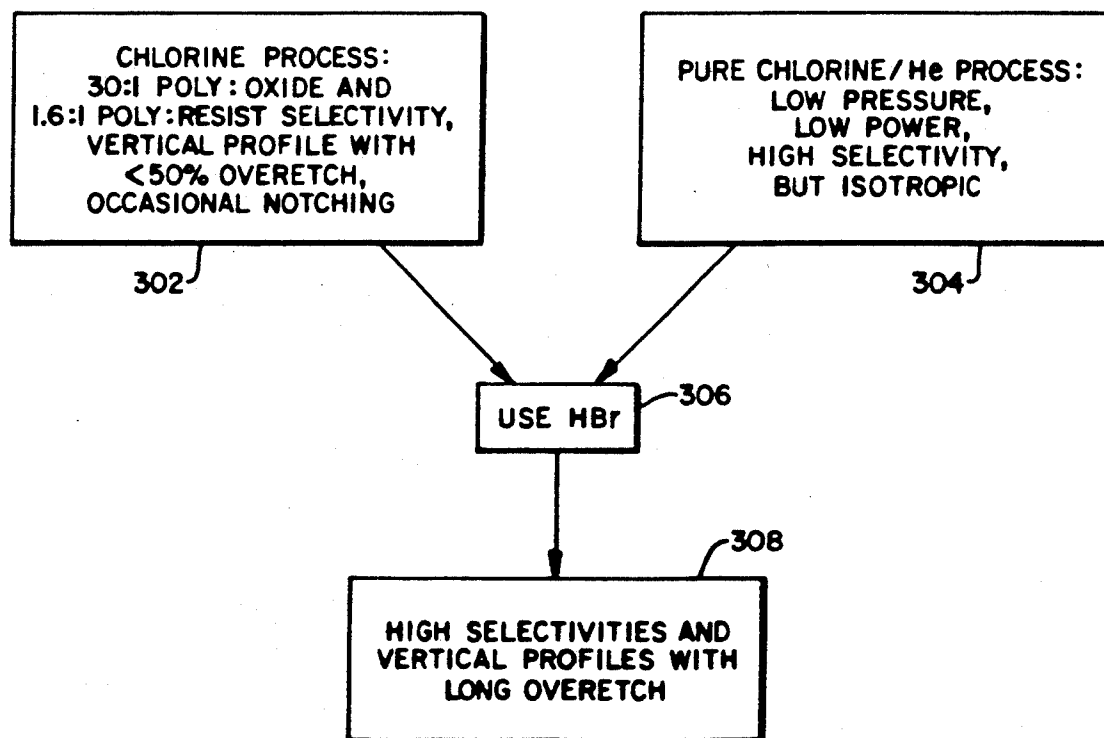 CHLORINE PROCESS:
30:1 POLY:OXIDE AND
1.6:1 POLY:RESIST SELECTIVITY,
VERTICAL PROFILE WITH
<50% OVERETCH,
OCCASIONAL NOTCHING
302
PURE CHLORINE/He PROCESS:
LOW PRESSURE,
LOW POWER,
HIGH SELECTIVITY,
BUT ISOTROPIC
304
USE HBr
306
308
HIGH SELECTIVITIES AND
VERTICAL PROFILES WITH
LONG OVERETCH